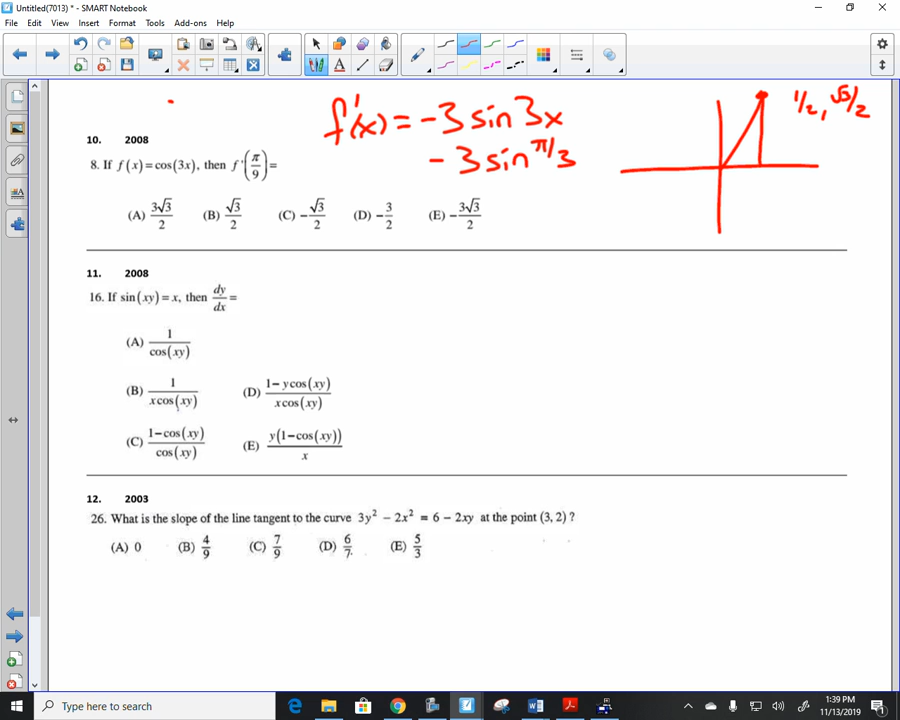 Untitled(7013) * - SMART Notebook
File Edit View Insert Format Tools Add-ons Help
f'(x) = -3 sin 3x
-3 sin π/3
1/2, √3/2
10. 2008
8. If f(x)=cos(3x), then f'(π/9)=
(A) 3√3/2 (B) √3/2 (C) -√3/2 (D) -3/2 (E) -3√3/2
11. 2008
16. If sin(xy)=x, then dy/dx=
(A) 1/cos(xy)
(B) 1/xcos(xy) (D) 1-ycos(xy)/xcos(xy)
(C) 1-cos(xy)/cos(xy) (E) y(1-cos(xy))/x
12. 2003
26. What is the slope of the line tangent to the curve 3y² - 2x² = 6 - 2xy at the point (3, 2)?
(A) 0 (B) 4/9 (C) 7/9 (D) 6/7 (E) 5/3
Type here to search
1:39 PM
11/13/2019